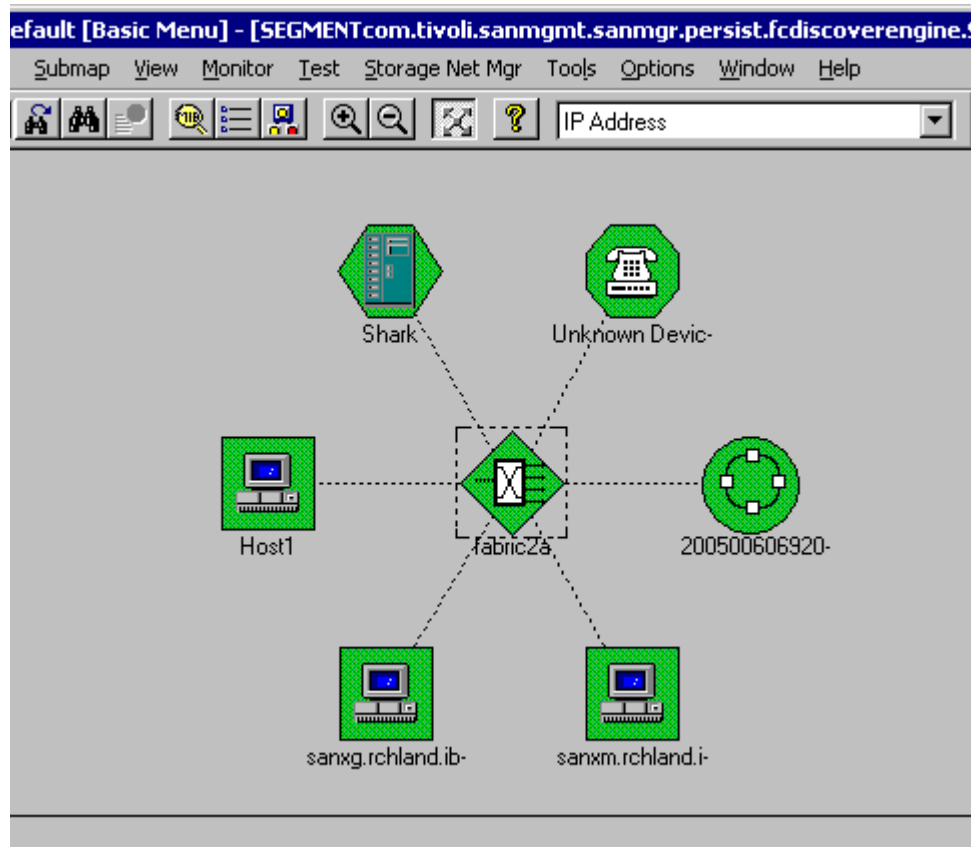 efault [Basic Menu] - [SEGMENTcom.tivoli.sanmgmt.sanmgr.persist.fcdiscoverengine.S
Submap View Monitor Test Storage Net Mgr Tools Options Window Help
MIB ? IP Address
Shark
Unknown Devic-
Host1
fabric2a
200500606920-
sanxg.rchland.ib-
sanxm.rchland.i-